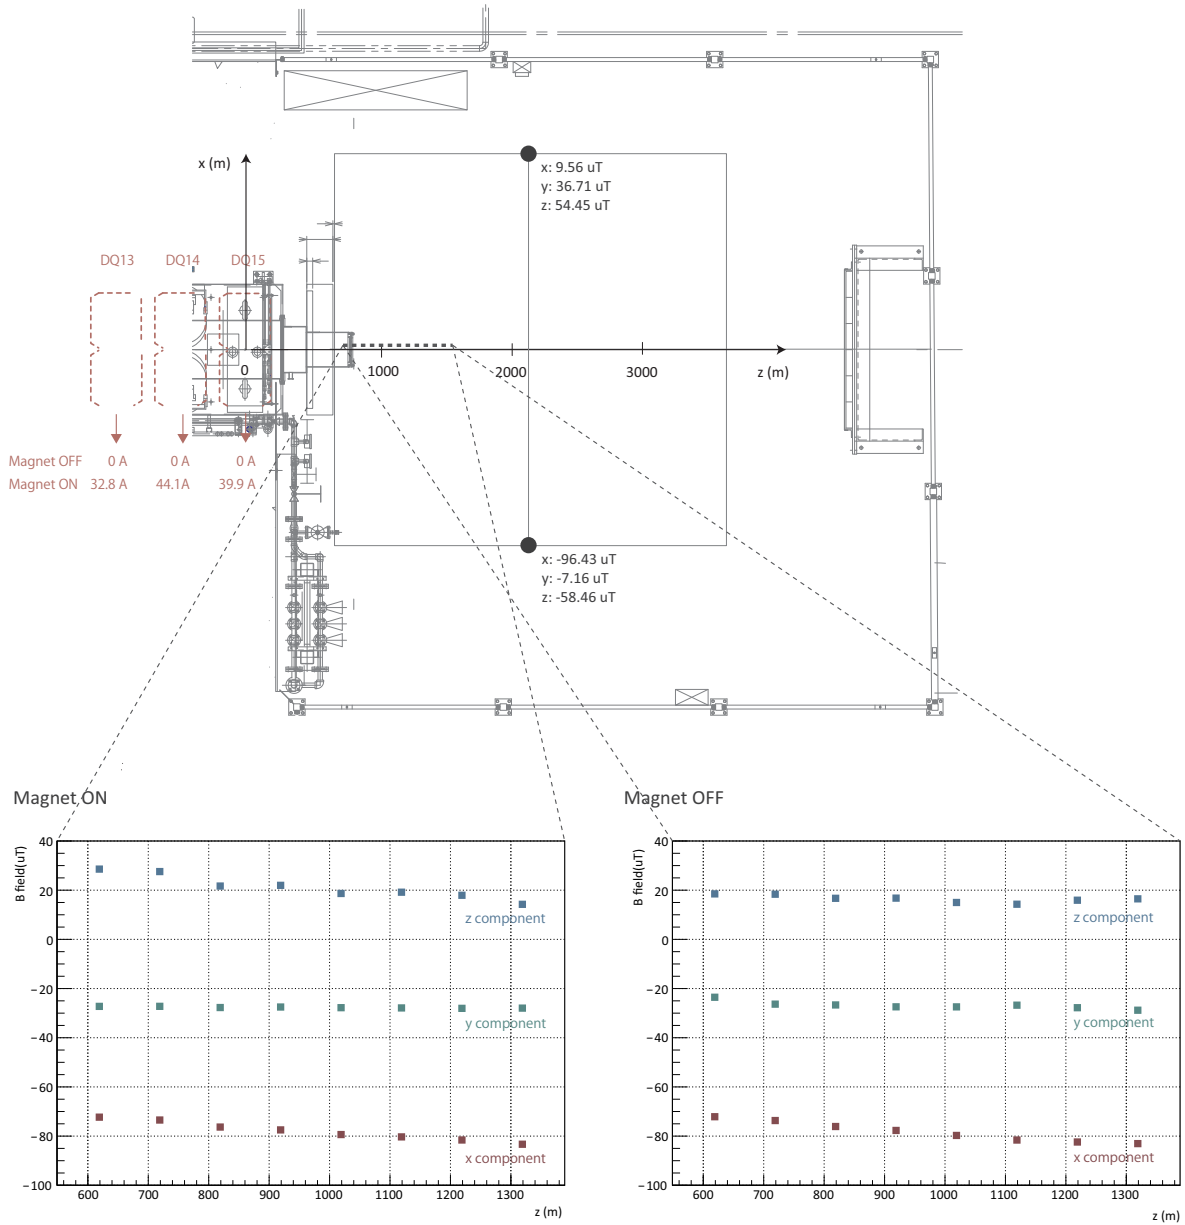 x (m)
x: 9.56 uT
y: 36.71 uT
z: 54.45 uT
DQ13 DQ14 DQ15
0 1000 2000 3000 z (m)
Magnet OFF 0 A 0 A 0 A
Magnet ON 32.8 A 44.1A 39.9 A
x: -96.43 uT
y: -7.16 uT
z: -58.46 uT
Magnet ON
B field(uT)
40
20
0
−20
−40
−60
−80
−100
z component
y component
x component
600 700 800 900 1000 1100 1200 1300
z (m)
Magnet OFF
B field(uT)
40
20
0
−20
−40
−60
−80
−100
z component
y component
x component
600 700 800 900 1000 1100 1200 1300
z (m)